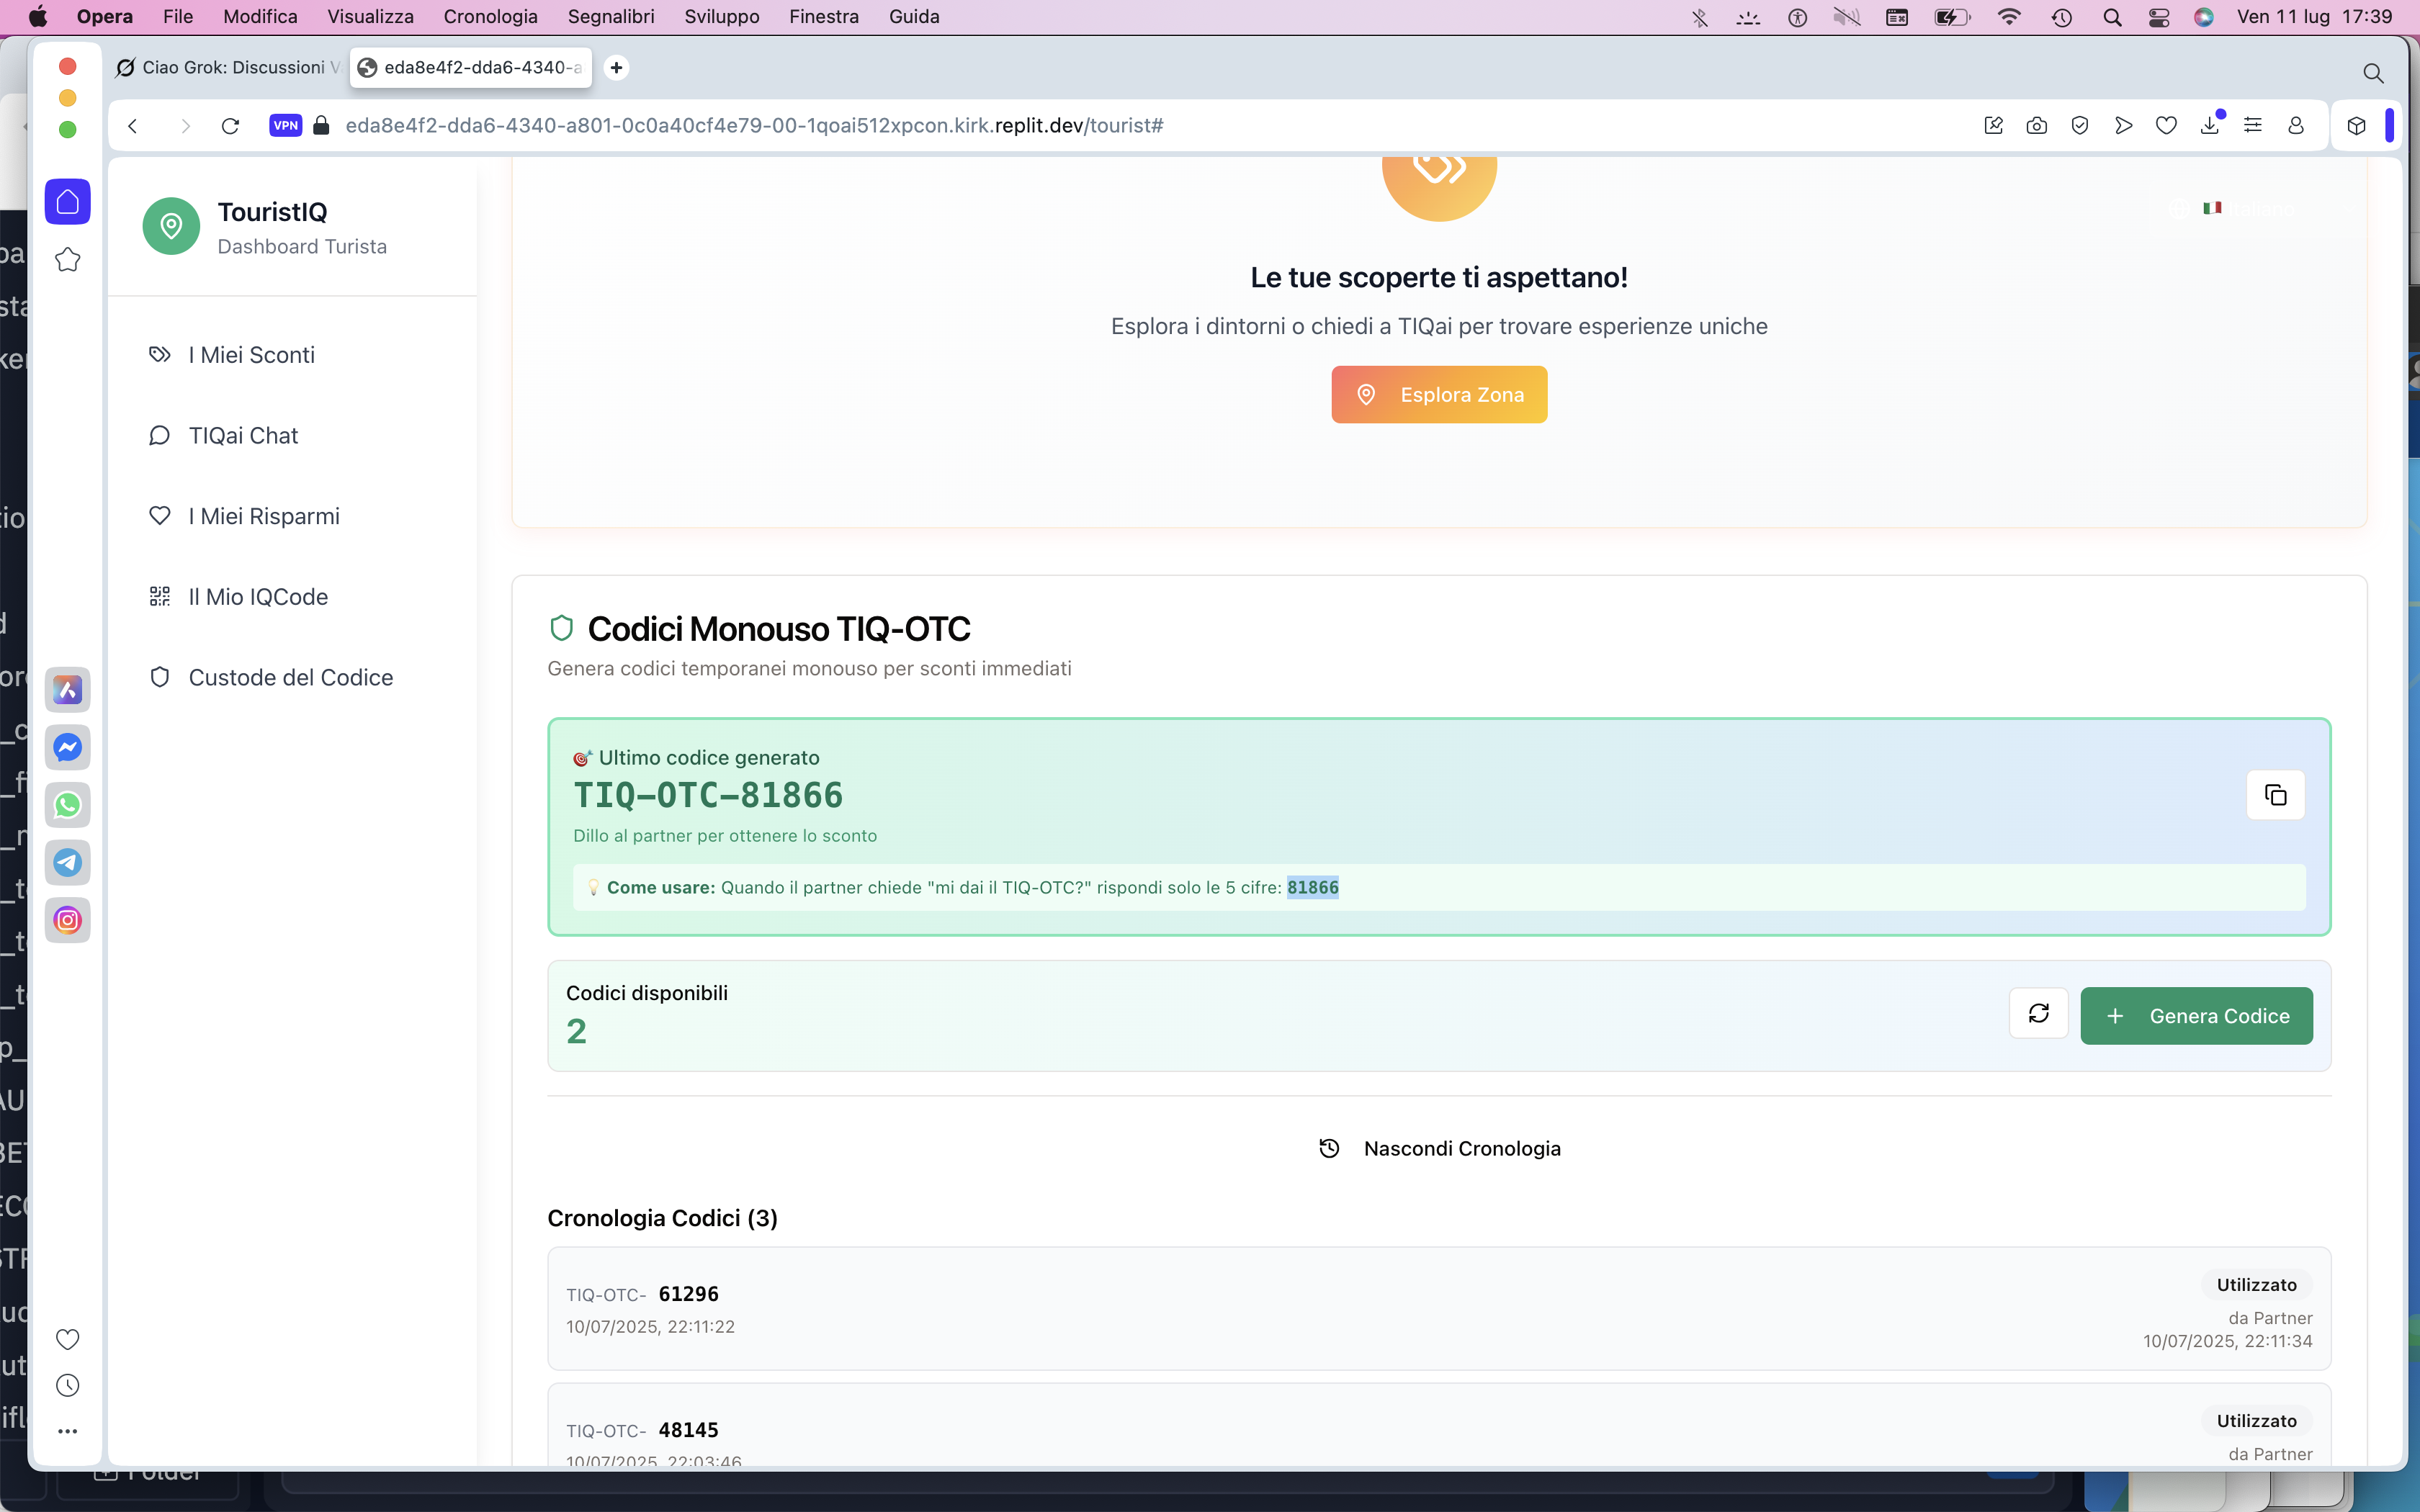 Opera File Modifica Visualizza Cronologia Segnalibri Sviluppo Finestra Guida
Ven 11 lug 17:39
Ciao Grok: Discussioni
eda8e4f2-dda6-4340-a
VPN
eda8e4f2-dda6-4340-a801-0c0a40cf4e79-00-1qoai512xpcon.kirk.replit.dev/tourist#
TouristIQ
Dashboard Turista
I Miei Sconti
TIQai Chat
I Miei Risparmi
Il Mio IQCode
Custode del Codice
Le tue scoperte ti aspettano!
Esplora i dintorni o chiedi a TIQai per trovare esperienze uniche
Esplora Zona
Codici Monouso TIQ-OTC
Genera codici temporanei monouso per sconti immediati
🎯 Ultimo codice generato
TIQ-OTC-81866
Dillo al partner per ottenere lo sconto
💡 Come usare: Quando il partner chiede "mi dai il TIQ-OTC?" rispondi solo le 5 cifre: 81866
Codici disponibili
2
Genera Codice
Nascondi Cronologia
Cronologia Codici (3)
TIQ-OTC- 61296
10/07/2025, 22:11:22
Utilizzato
da Partner
10/07/2025, 22:11:34
TIQ-OTC- 48145
10/07/2025, 22:03:46
Utilizzato
da Partner
Folder